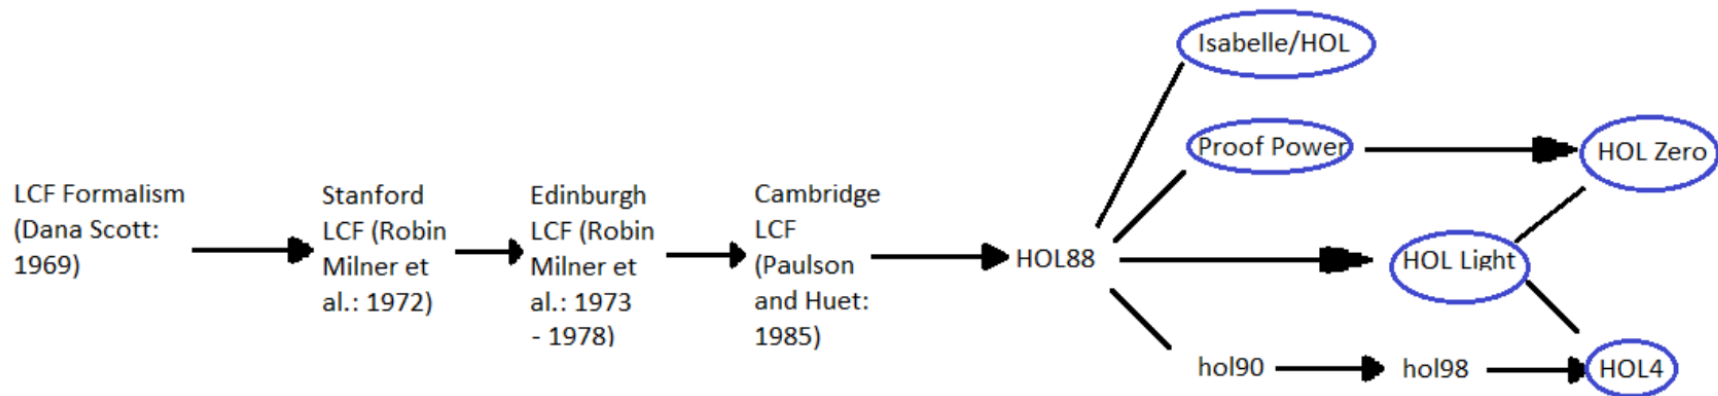 LCF Formalism
(Dana Scott:
1969)
Stanford
LCF (Robin
Milner et
al.: 1972)
Edinburgh
LCF (Robin
Milner et
al.: 1973
- 1978)
Cambridge
LCF
(Paulson
and Huet:
1985)
HOL88
Isabelle/HOL
Proof Power
HOL Zero
HOL Light
hol90
hol98
HOL4